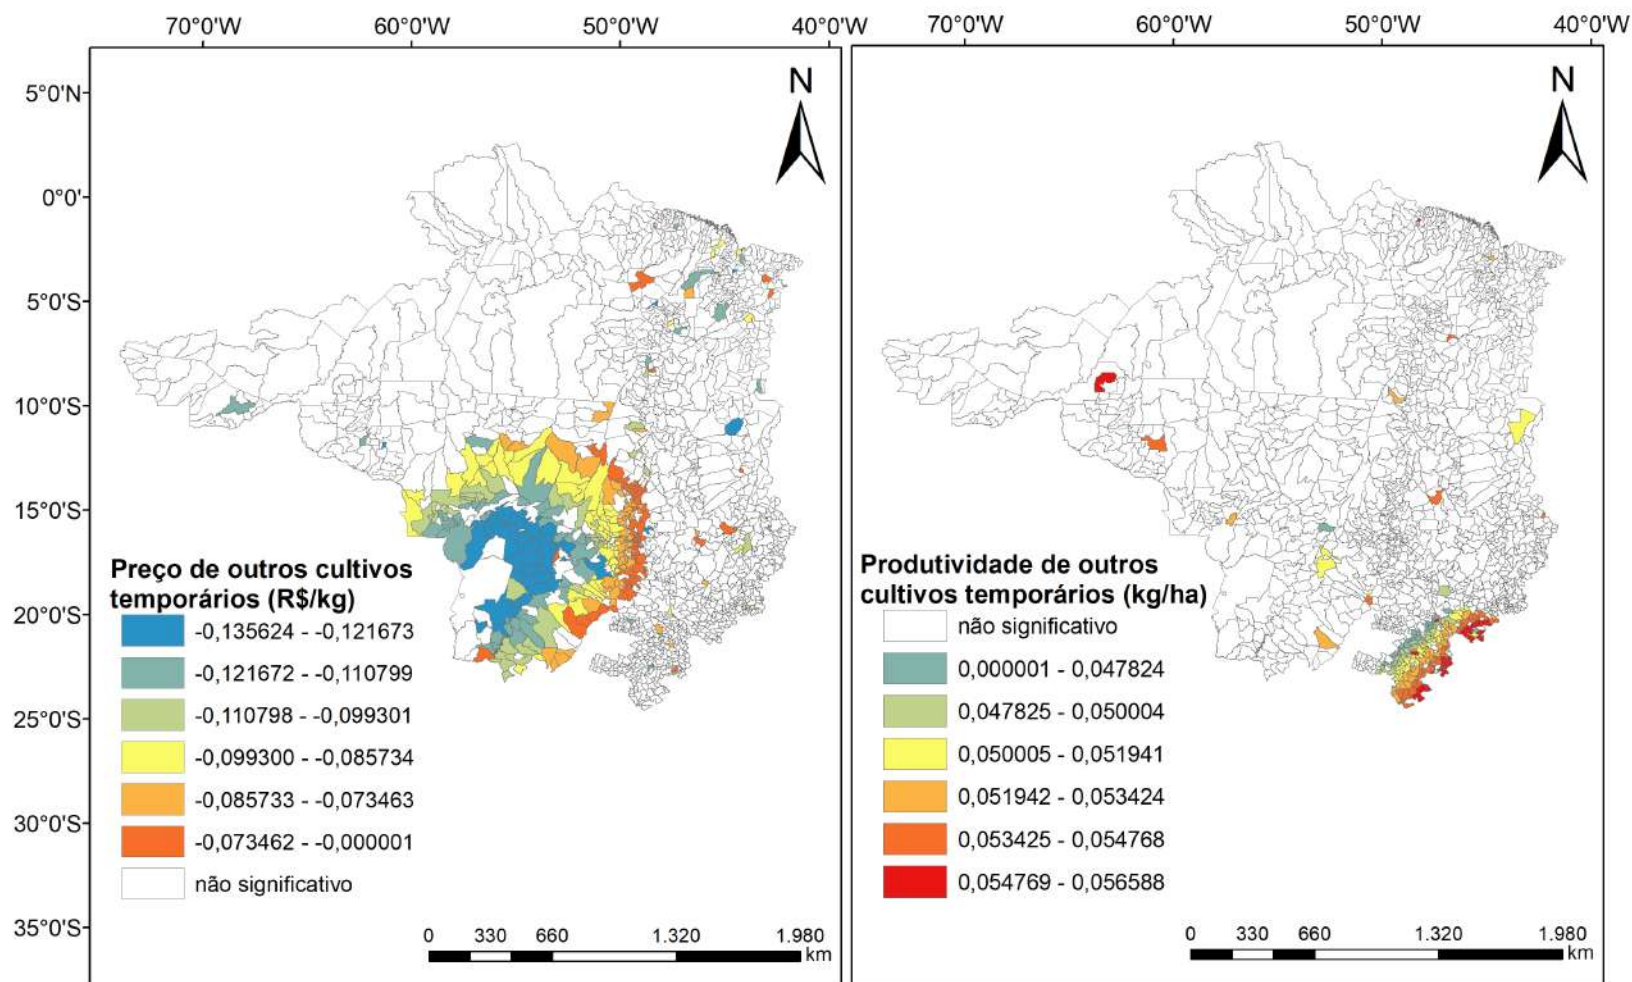 70°0'W 60°0'W 50°0'W 40°0'W
N
5°0'N
0°0'
5°0'S
10°0'S
15°0'S
20°0'S
25°0'S
30°0'S
35°0'S
Preço de outros cultivos
temporários (R$/kg)
-0,135624 - -0,121673
-0,121672 - -0,110799
-0,110798 - -0,099301
-0,099300 - -0,085734
-0,085733 - -0,073463
-0,073462 - -0,000001
não significativo
0 330 660 1.320 1.980
km
70°0'W 60°0'W 50°0'W 40°0'W
N
Produtividade de outros
cultivos temporários (kg/ha)
não significativo
0,000001 - 0,047824
0,047825 - 0,050004
0,050005 - 0,051941
0,051942 - 0,053424
0,053425 - 0,054768
0,054769 - 0,056588
0 330 660 1.320 1.980
km